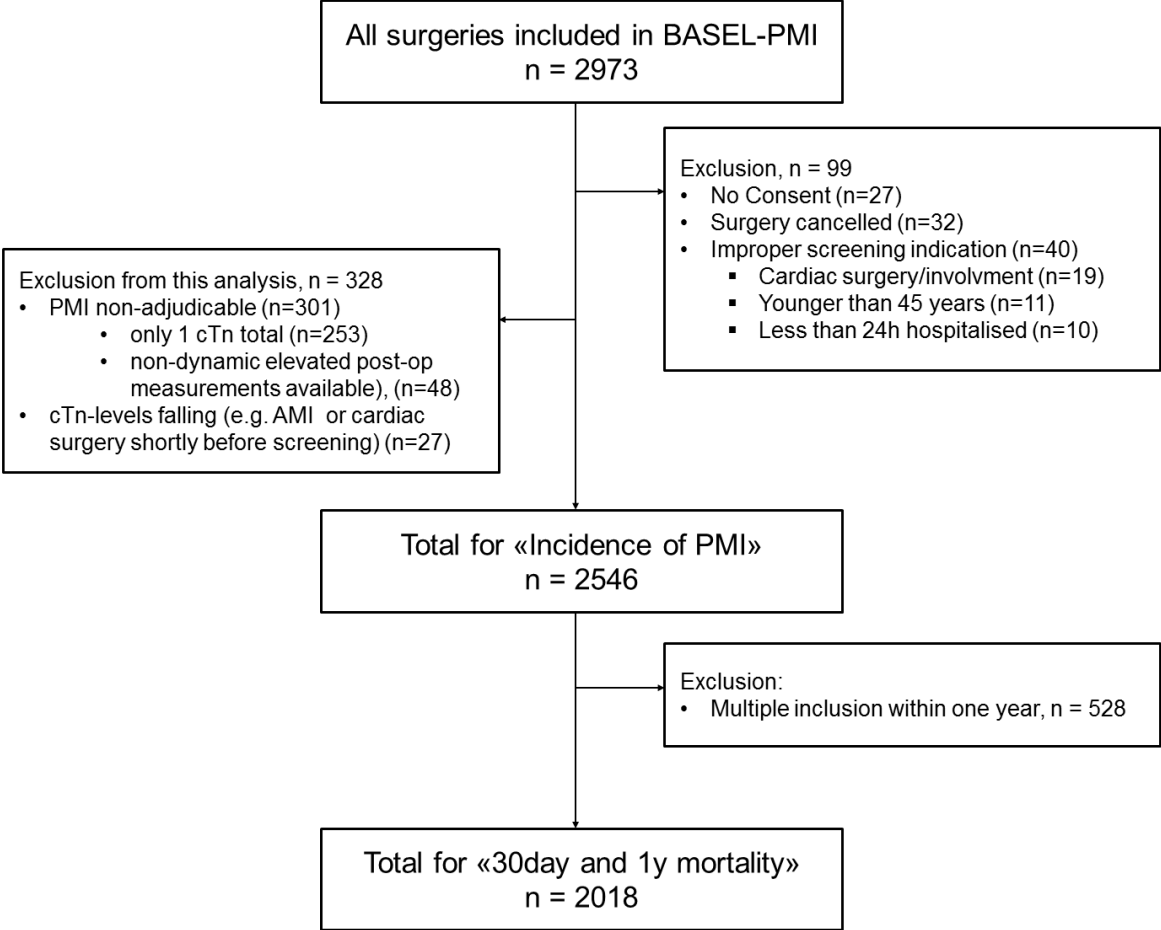 All surgeries included in BASEL-PMI
n = 2973
Exclusion, n = 99
• No Consent (n=27)
• Surgery cancelled (n=32)
• Improper screening indication (n=40)
▪ Cardiac surgery/involvment (n=19)
▪ Younger than 45 years (n=11)
▪ Less than 24h hospitalised (n=10)
Exclusion from this analysis, n = 328
• PMI non-adjudicable (n=301)
• only 1 cTn total (n=253)
• non-dynamic elevated post-op
measurements available), (n=48)
• cTn-levels falling (e.g. AMI or cardiac
surgery shortly before screening) (n=27)
Total for «Incidence of PMI»
n = 2546
Exclusion:
• Multiple inclusion within one year, n = 528
Total for «30day and 1y mortality»
n = 2018